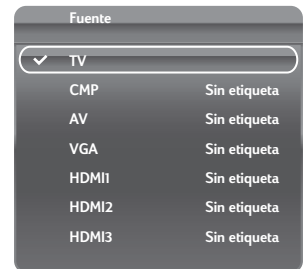 Fuente
TV
CMP Sin etiqueta
AV Sin etiqueta
VGA Sin etiqueta
HDMI1 Sin etiqueta
HDMI2 Sin etiqueta
HDMI3 Sin etiqueta